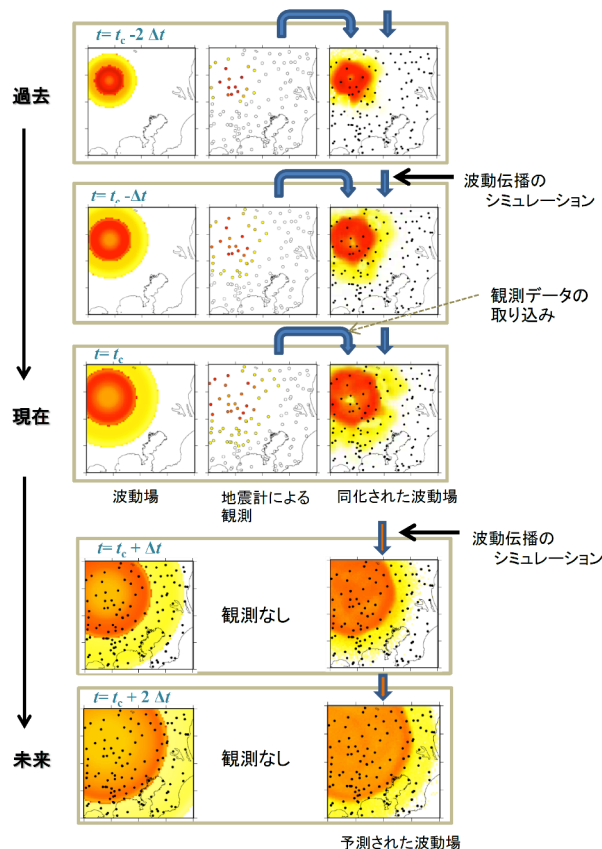 t= tc -2 Δt
過去
波動伝播の
シミュレーション
t= tc -Δt
観測データの
取り込み
t= tc
現在
波動場
地震計による
観測
同化された波動場
t= tc + Δt
波動伝播の
シミュレーション
観測なし
t= tc + 2 Δt
観測なし
未来
予測された波動場